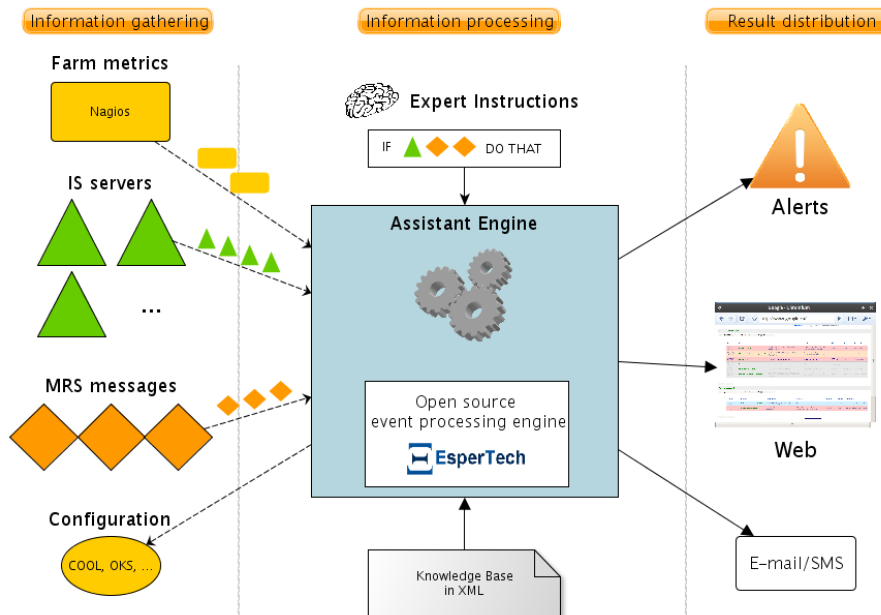 Information gathering
Information processing
Result distribution
Farm metrics
Nagios
Expert Instructions
IF
DO THAT
IS servers
...
Assistant Engine
Alerts
MRS messages
Open source
event processing engine
EsperTech
Web
Configuration
COOL, OKS, ...
Knowledge Base
in XML
E-mail/SMS